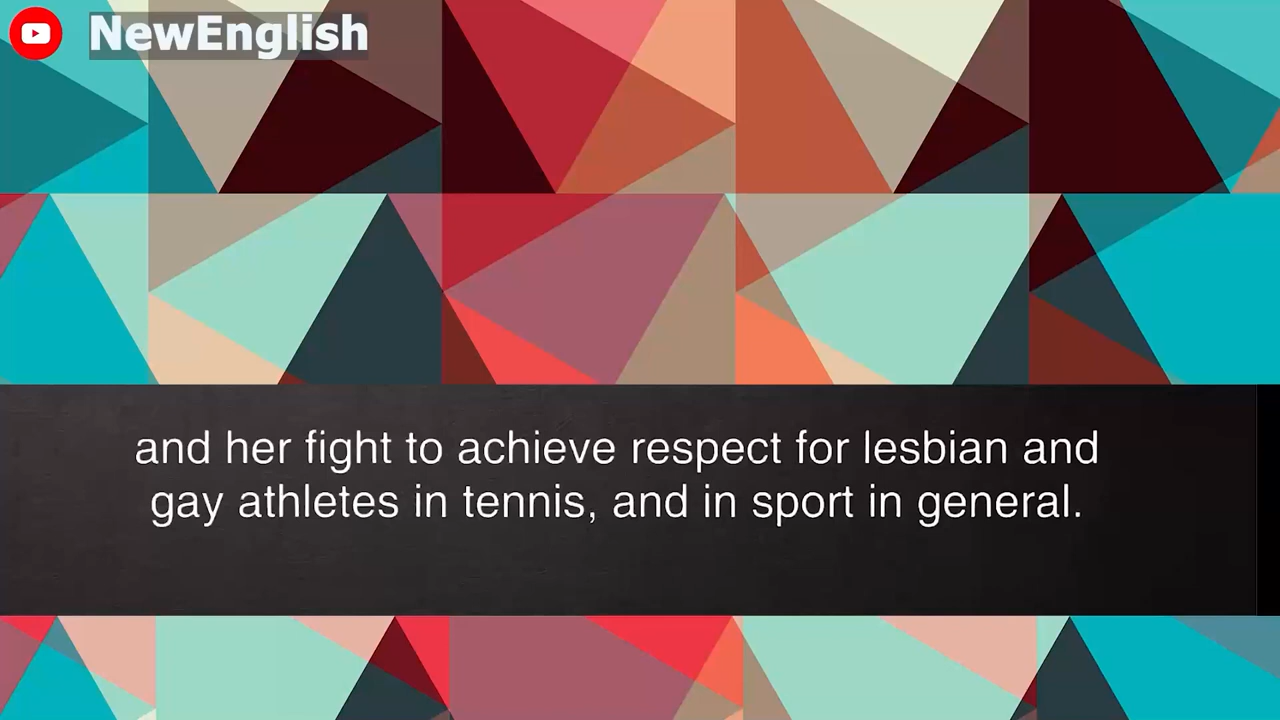 NewEnglish
and her fight to achieve respect for lesbian and
gay athletes in tennis, and in sport in general.